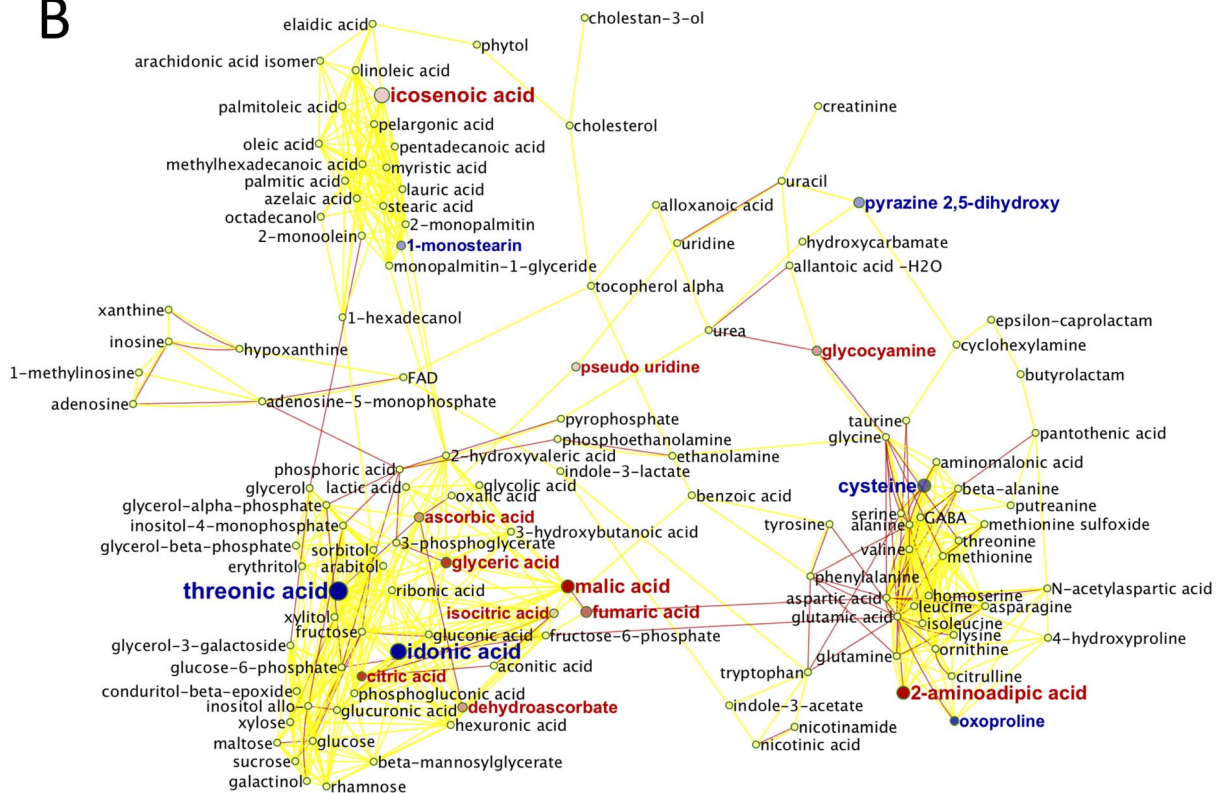 B
cholestan-3-ol
elaidic acid
phytol
arachidonic acid isomer
linoleic acid
icosenoic acid
palmitoleic acid
creatinine
pelargonic acid
cholesterol
oleic acid
pentadecanoic acid
methylhexadecanoic acid
myristic acid
palmitic acid
uracil
lauric acid
azelaic acid
stearic acid
alloxanoic acid
pyrazine 2,5-dihydroxy
octadecanol
2-monopalmitin
2-monoolein
1-monostearin
uridine
hydroxycarbamate
monopalmitin-1-glyceride
allantoic acid -H2O
tocopherol alpha
xanthine
1-hexadecanol
epsilon-caprolactam
urea
inosine
hypoxanthine
glycocyamine
cyclohexylamine
pseudo uridine
1-methylinosine
FAD
butyrolactam
adenosine
adenosine-5-monophosphate
pyrophosphate
taurine
phosphoethanolamine
glycine
pantothenic acid
2-hydroxyvaleric acid
ethanolamine
phosphoric acid
indole-3-lactate
aminomalonic acid
glycerol
lactic acid
glycolic acid
cysteine
beta-alanine
oxalic acid
benzoic acid
glycerol-alpha-phosphate
putreanine
ascorbic acid
serine
GABA
inositol-4-monophosphate
tyrosine
alanine
methionine sulfoxide
3-hydroxybutanoic acid
glycerol-beta-phosphate
sorbitol
3-phosphoglycerate
threonine
valine
methionine
erythritol
arabitol
glyceric acid
phenylalanine
threonic acid
ribonic acid
malic acid
aspartic acid
homoserine
N-acetylaspartic acid
xylitol
isocitric acid
fumaric acid
glutamic acid
leucine
asparagine
isoleucine
fructose
gluconic acid
fructose-6-phosphate
lysine
4-hydroxyproline
glycerol-3-galactoside
idonic acid
ornithine
glutamine
glucose-6-phosphate
aconitic acid
citric acid
tryptophan
citrulline
conduritol-beta-epoxide
phosphogluconic acid
2-aminoadipic acid
inositol allo-
glucuronic acid
dehydroascorbate
indole-3-acetate
xylose
hexuronic acid
oxoproline
nicotinamide
maltose
glucose
nicotinic acid
sucrose
beta-mannosylglycerate
galactinol
rhamnose